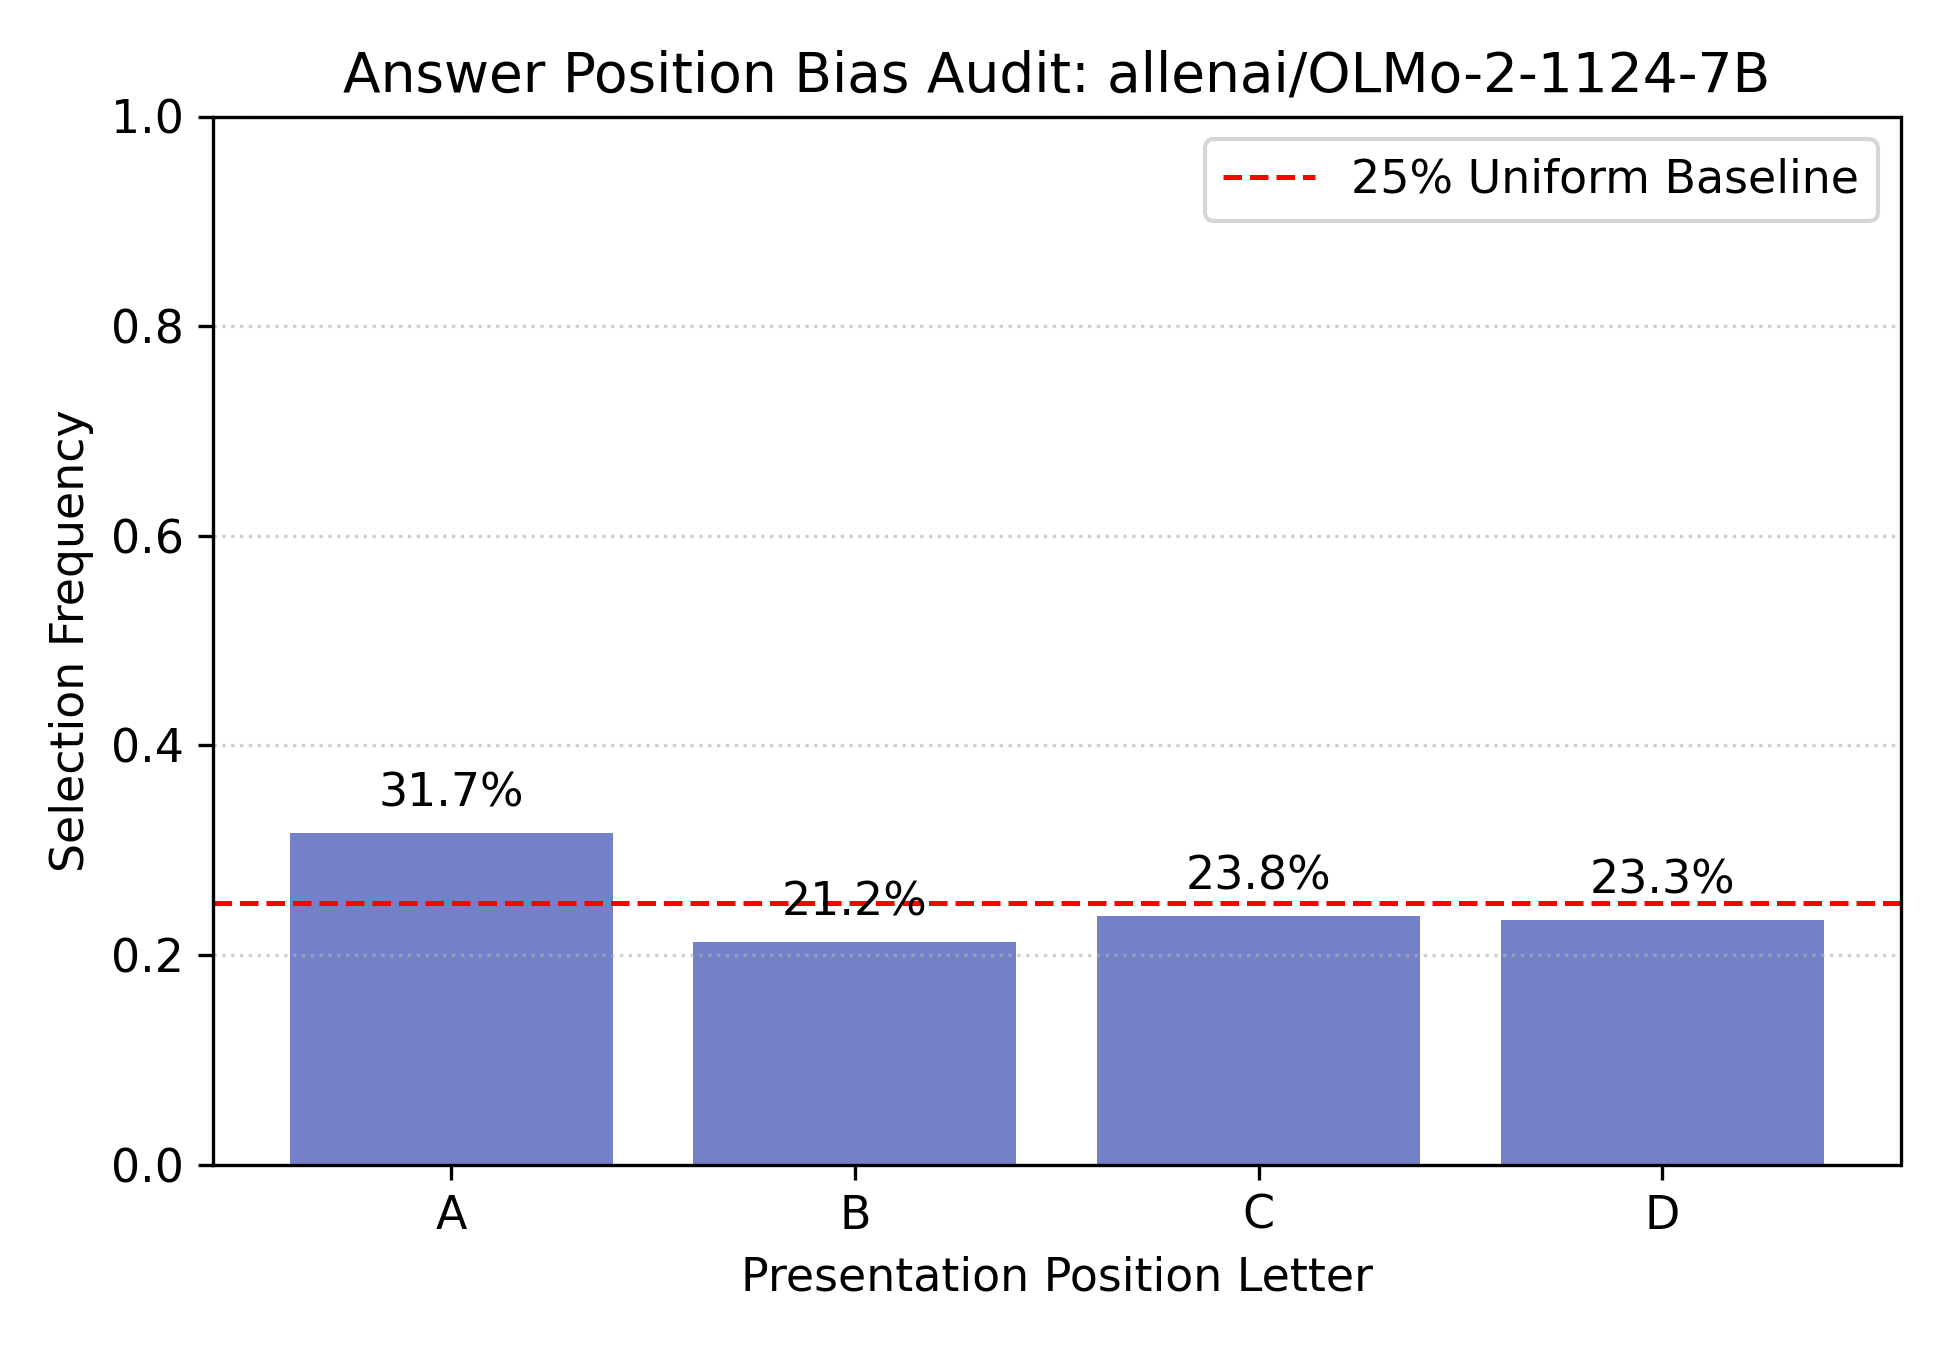 Answer Position Bias Audit: allenai/OLMo-2-1124-7B
25% Uniform Baseline
Selection Frequency
1.0
0.8
0.6
0.4
0.2
0.0
31.7%
21.2%
23.8%
23.3%
A B C D
Presentation Position Letter